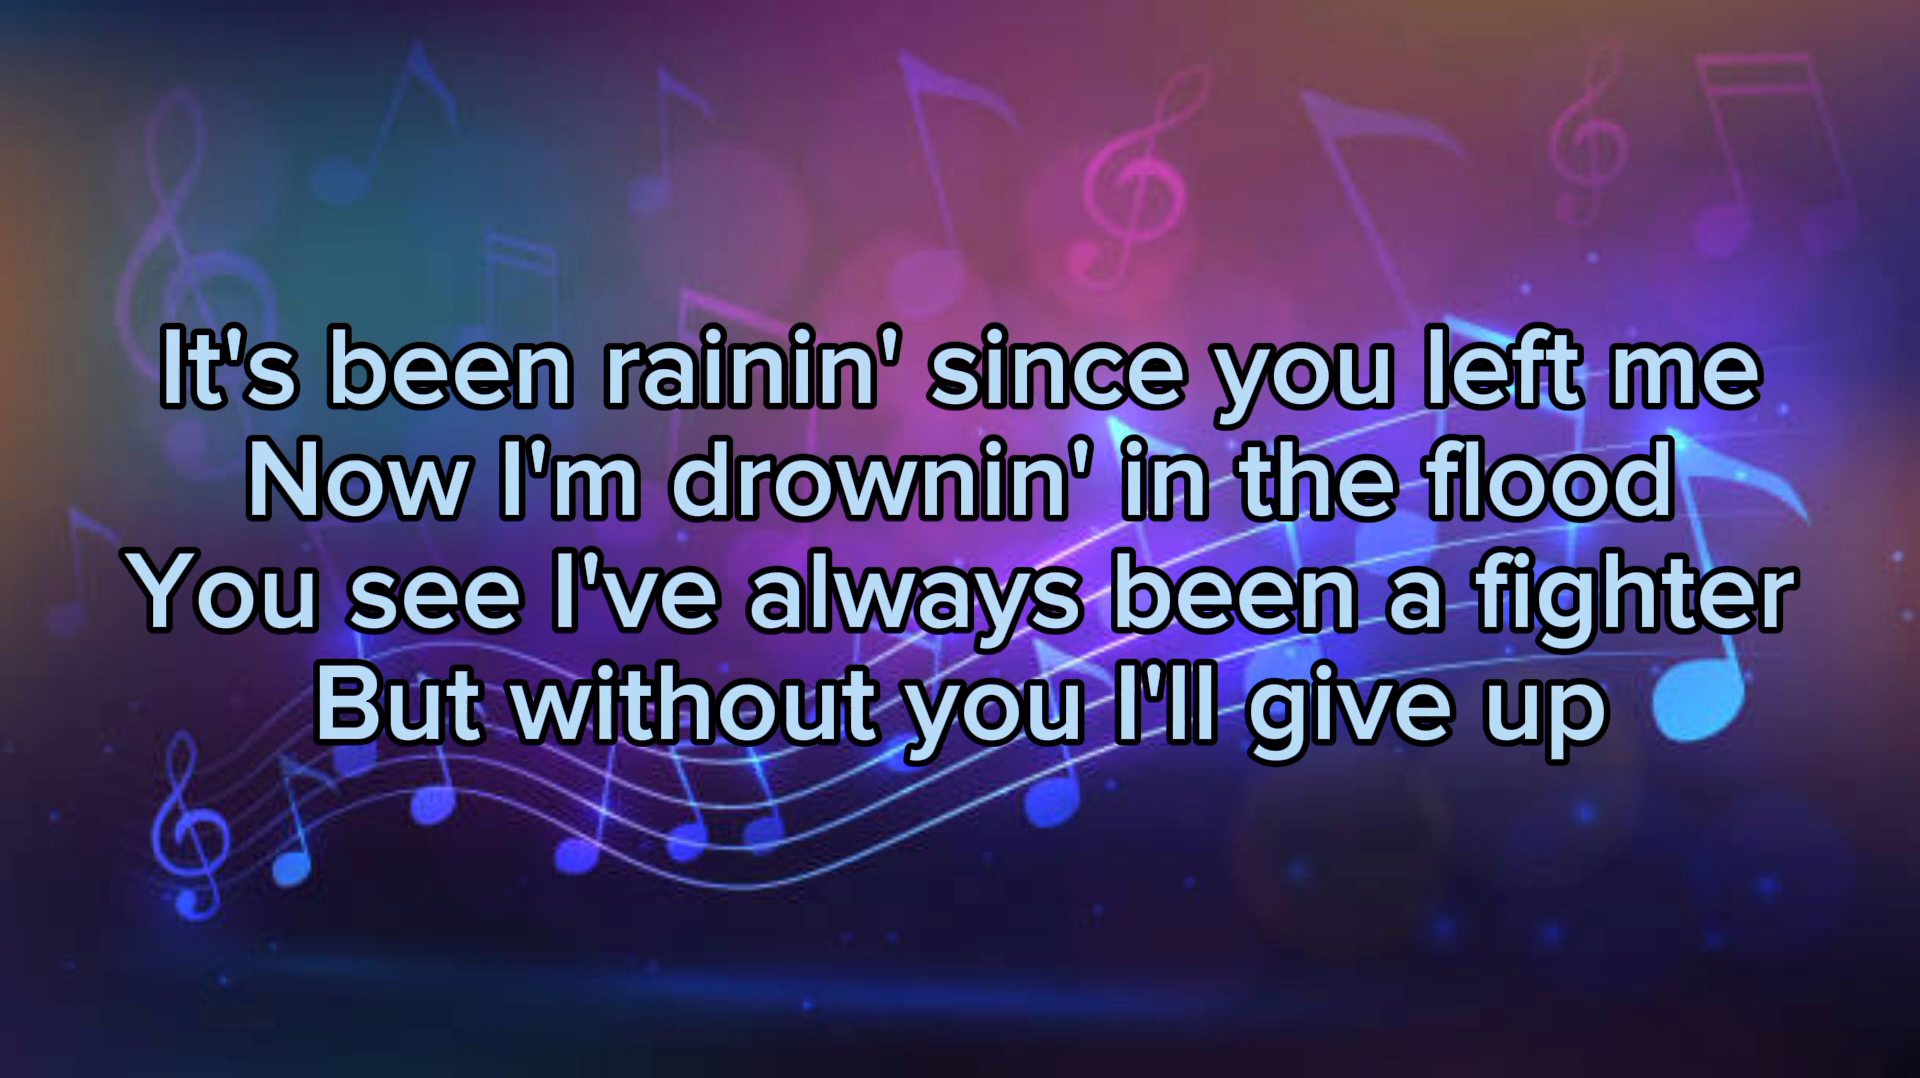 It's been rainin' since you left me
Now I'm drownin' in the flood
You see I've always been a fighter
But without you I'll give up